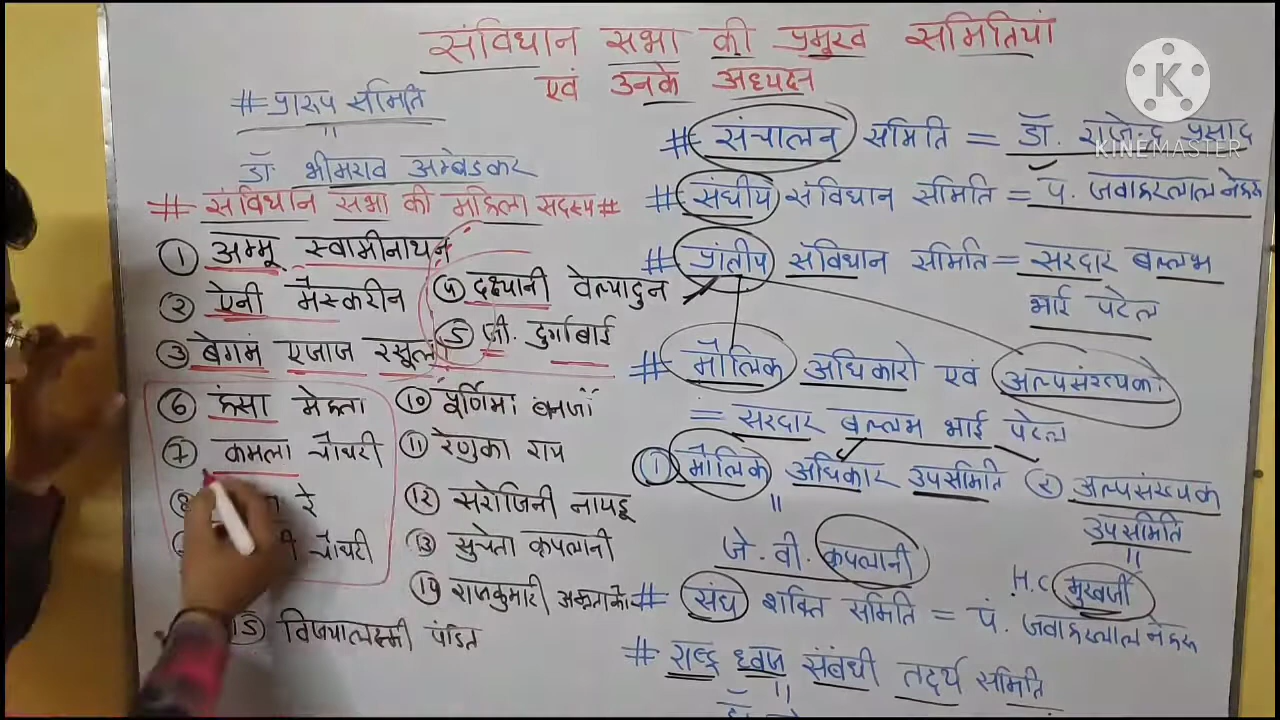 संविधान सभा की प्रमुख समितियां
एवं उनके अध्यक्ष
# प्रारूप समिति
"
डॉ भीमराव अम्बेडकर
# संविधान सभा की महिला सदस्य #
① अम्मू स्वामीनाथन
② ऐनी मैस्करीन
③ बेगम एजाज रसूल
④ दक्ष्यानी वेल्यादुन
⑤ जी. दुर्गाबाई
⑥ हंसा मेहता
⑦ कमला चौधरी
रे
चौधरी
⑩ पूर्णिमा बनर्जी
⑪ रेणुका राय
⑫ सरोजिनी नायडू
⑬ सुचेता कृपलानी
⑭ राजकुमारी
⑮ विजयालक्ष्मी पंडित
# संचालन समिति = डॉ. राजेन्द्र प्रसाद
# संघीय संविधान समिति = पं. जवाहरलाल नेहरू
# प्रांतीय संविधान समिति = सरदार बल्लभ
भाई पटेल
# मौलिक अधिकारो एवं अल्पसंख्यको
= सरदार बल्लभ भाई पटेल
① मौलिक अधिकार उपसमिति
"
जे. वी. कृपलानी
② अल्पसंख्यक
उपसमिति
"
H.C मुखर्जी
# संघ शक्ति समिति = पं. जवाहरलाल नेहरू
# राष्ट्र ध्वज संबंधी तदर्थ समिति
"
K
KINEMASTER